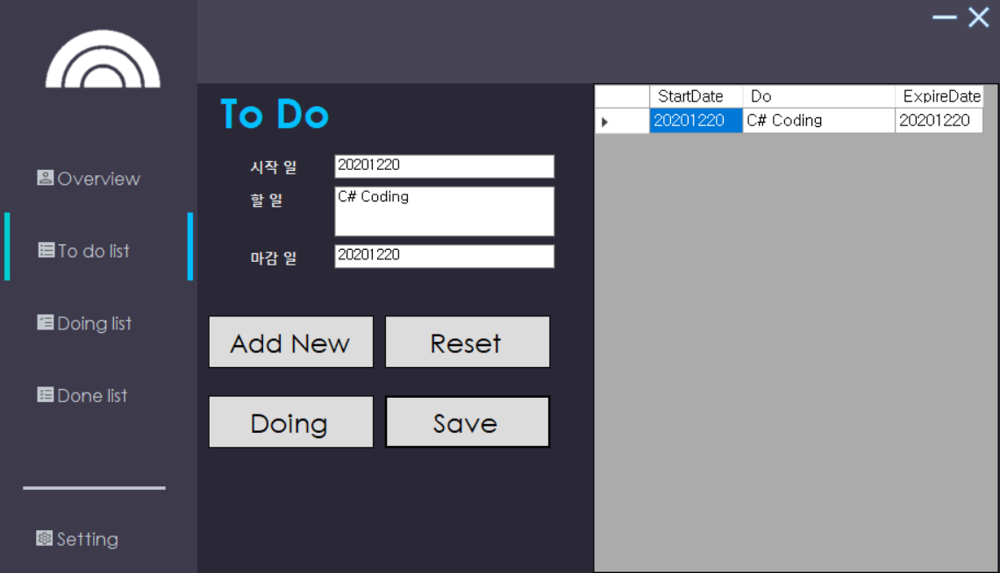 Overview
To do list
Doing list
Done list
Setting
To Do
시작 일 20201220
할 일 C# Coding
마감 일 20201220
Add New Reset
Doing Save
StartDate Do ExpireDate
20201220 C# Coding 20201220